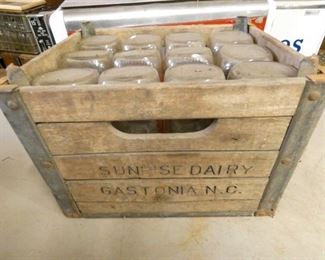 SUNRISE DAIRY
GASTONIA N.C.